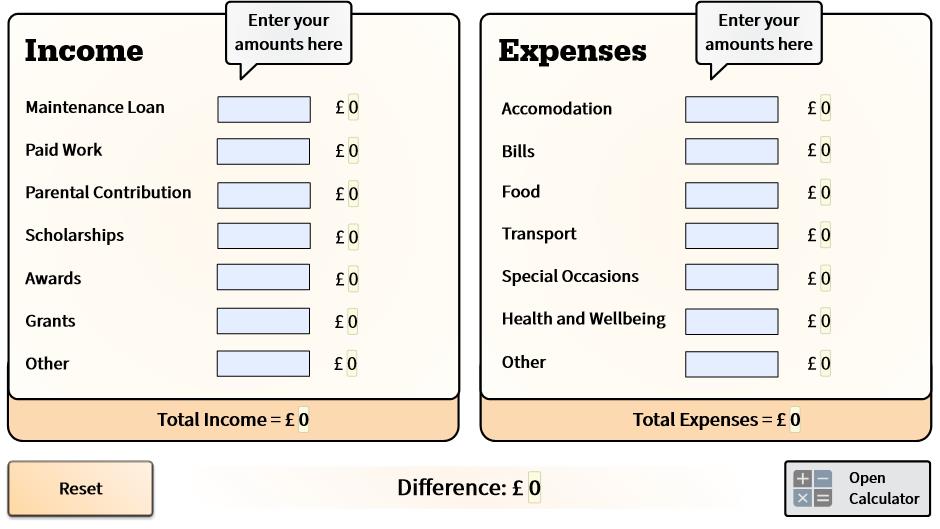 Enter your
amounts here
Income
Maintenance Loan £ 0
Paid Work £ 0
Parental Contribution £ 0
Scholarships £ 0
Awards £ 0
Grants £ 0
Other £ 0
Total Income = £ 0
Enter your
amounts here
Expenses
Accomodation £ 0
Bills £ 0
Food £ 0
Transport £ 0
Special Occasions £ 0
Health and Wellbeing £ 0
Other £ 0
Total Expenses = £ 0
Reset
Difference: £ 0
Open
Calculator